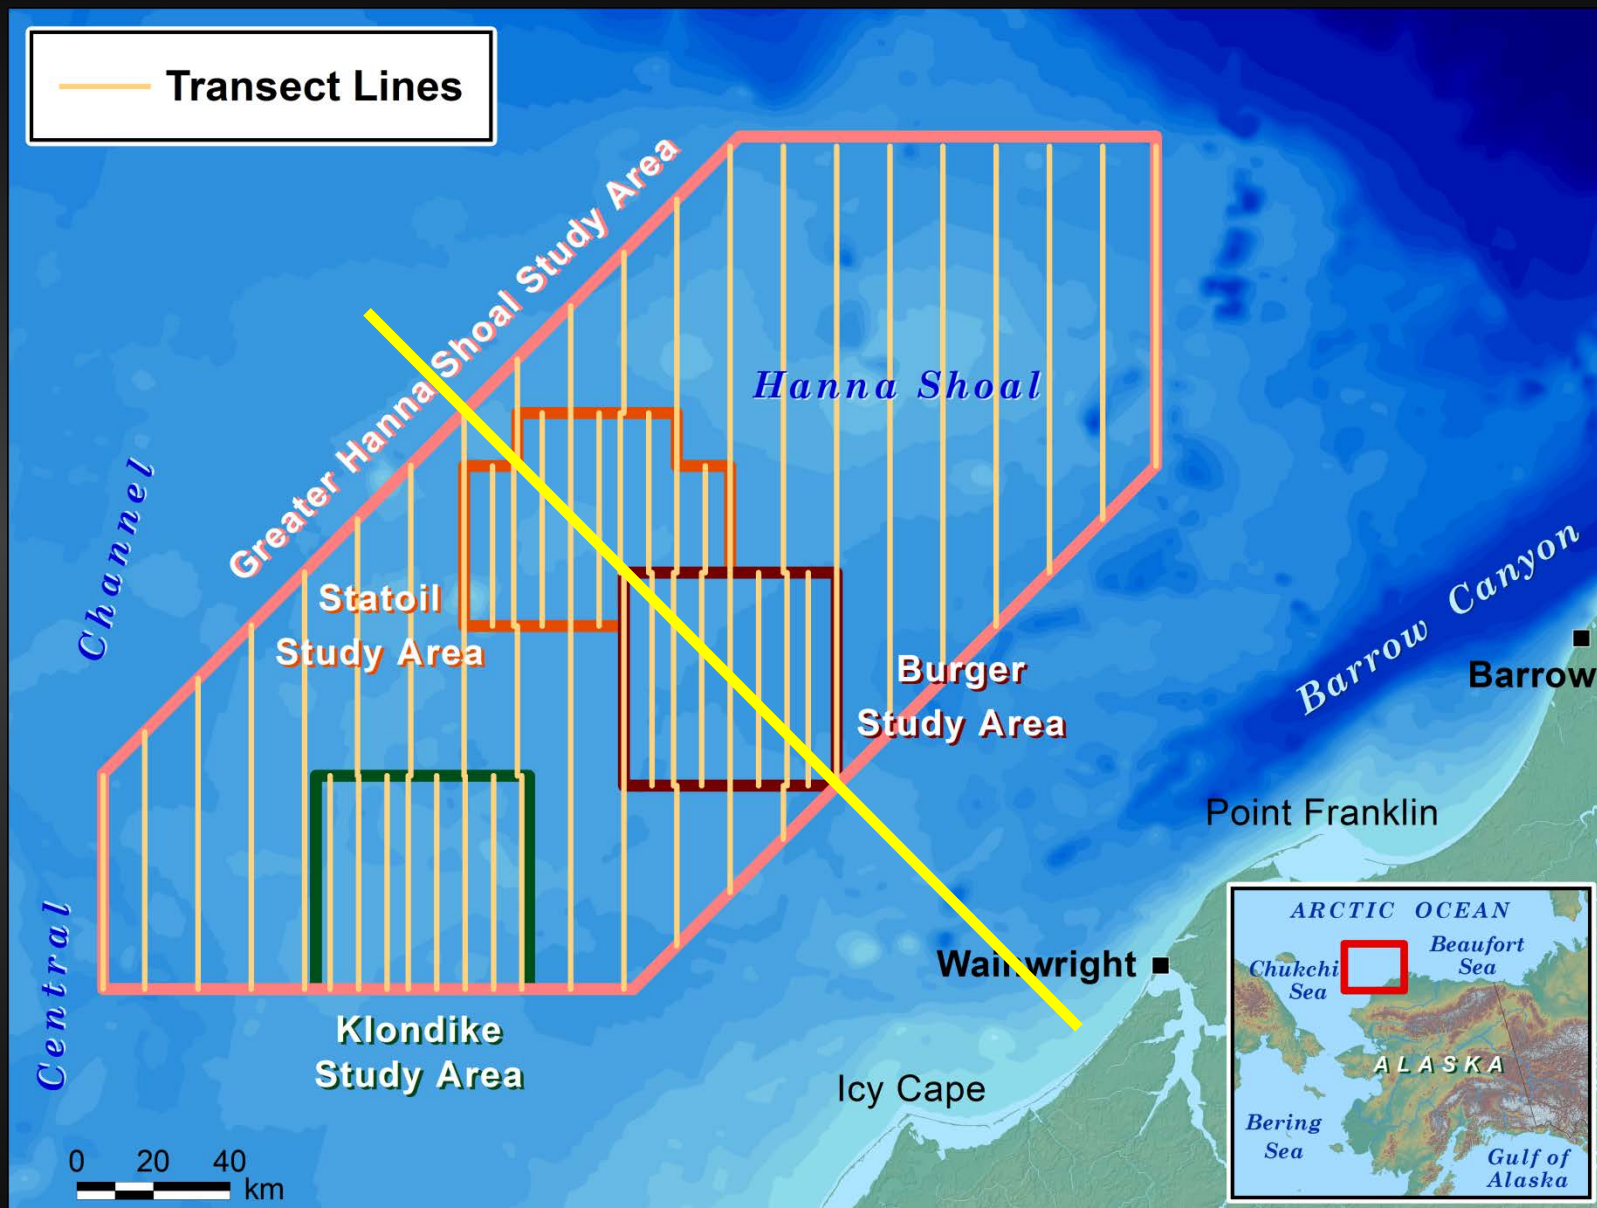 Transect Lines
Greater Hanna Shoal Study Area
Hanna Shoal
Channel
Statoil
Study Area
Barrow Canyon
Barrow
Burger
Study Area
Point Franklin
Central
Wainwright
Klondike
Study Area
Icy Cape
0 20 40
km
ARCTIC OCEAN
Beaufort
Sea
Chukchi
Sea
ALASKA
Bering
Sea
Gulf of
Alaska